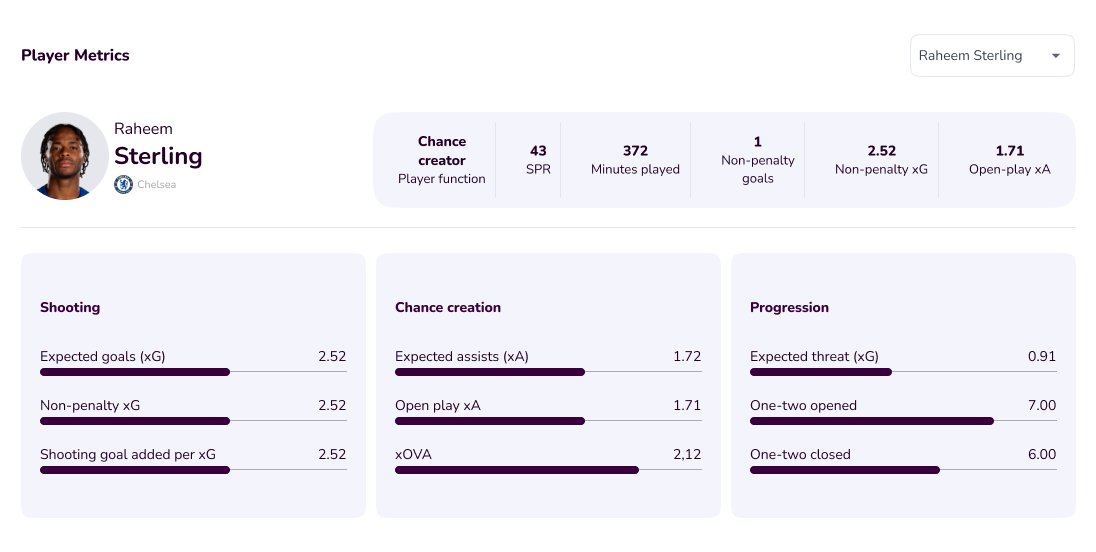 Player Metrics
Raheem Sterling
Raheem
Sterling
Chelsea
Chance
creator
Player function
43
SPR
372
Minutes played
1
Non-penalty
goals
2.52
Non-penalty xG
1.71
Open-play xA
Shooting
Expected goals (xG) 2.52
Non-penalty xG 2.52
Shooting goal added per xG 2.52
Chance creation
Expected assists (xA) 1.72
Open play xA 1.71
xOVA 2,12
Progression
Expected threat (xG) 0.91
One-two opened 7.00
One-two closed 6.00